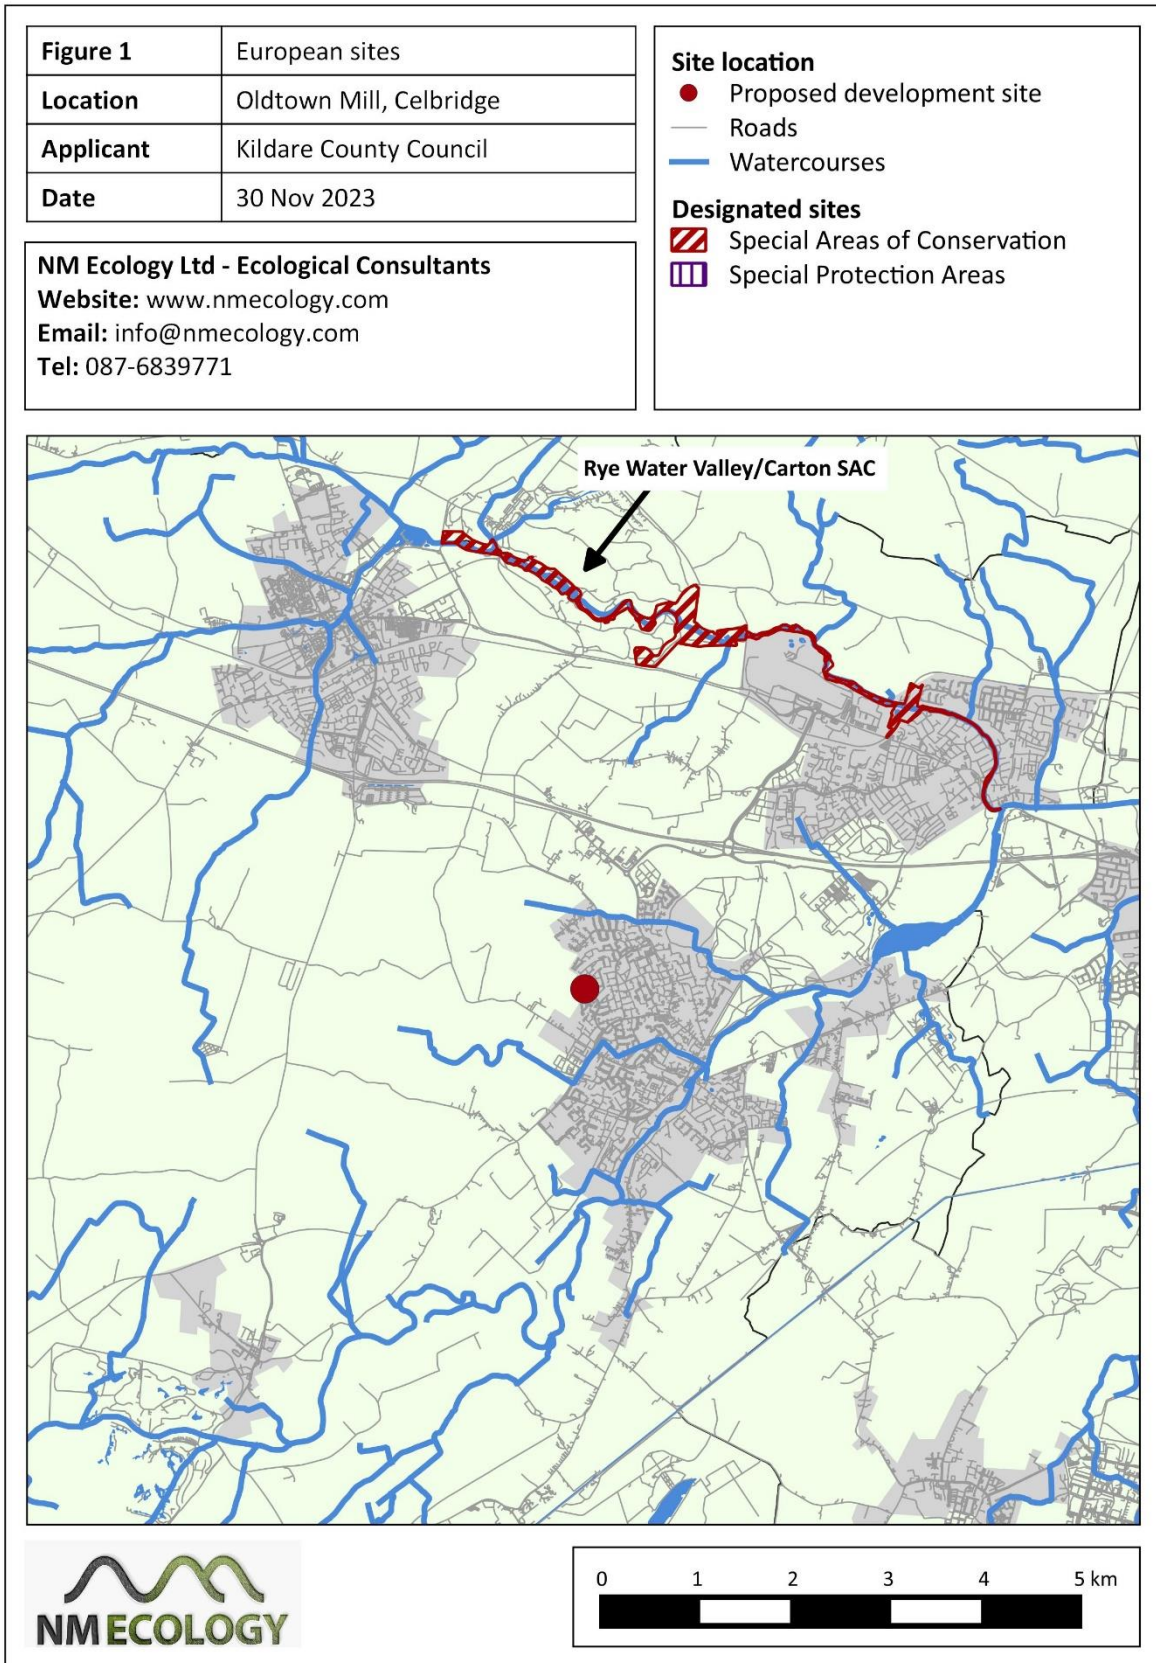 Figure 1 European sites
Location Oldtown Mill, Celbridge
Applicant Kildare County Council
Date 30 Nov 2023
NM Ecology Ltd - Ecological Consultants
Website: www.nmecology.com
Email: info@nmecology.com
Tel: 087-6839771
Site location
Proposed development site
Roads
Watercourses
Designated sites
Special Areas of Conservation
Special Protection Areas
Rye Water Valley/Carton SAC
NMECOLOGY
0 1 2 3 4 5 km